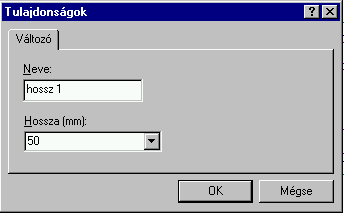 Tulajdonságok
Változó
Neve:
hossz 1
Hossza (mm):
50
OK
Mégse